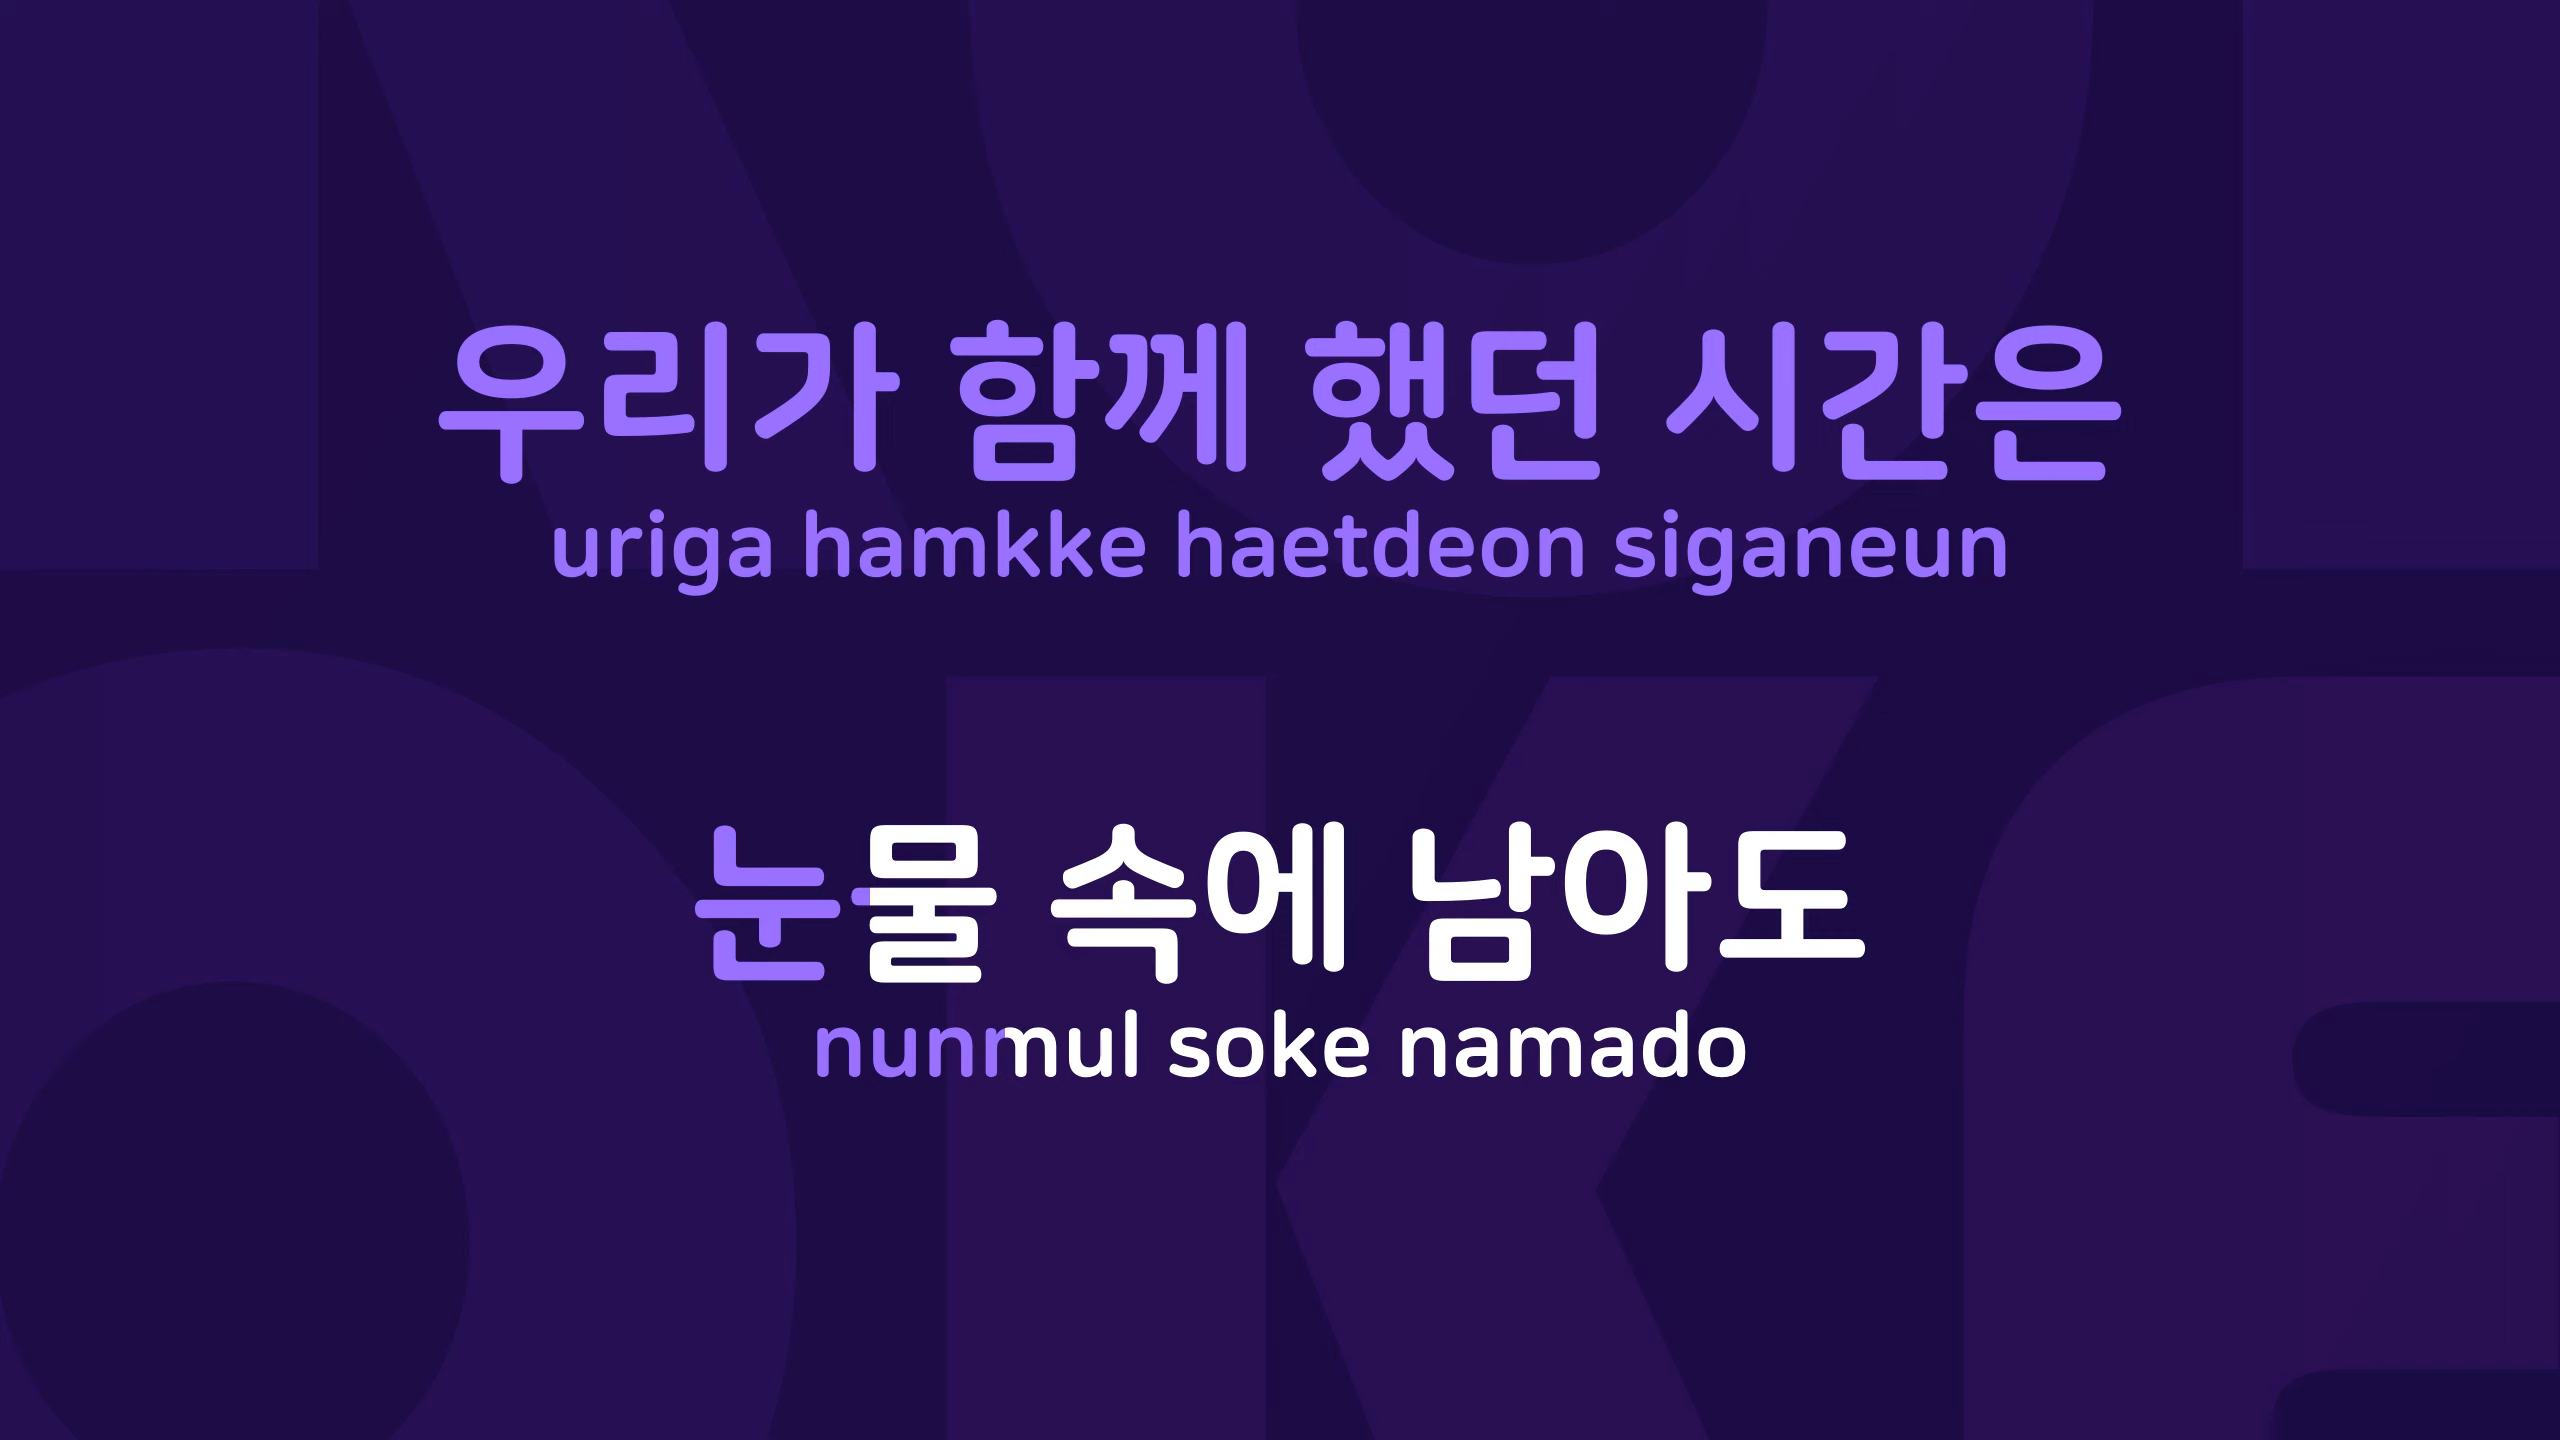 우리가 함께 했던 시간은
uriga hamkke haetdeon siganeun
눈물 속에 남아도
nunmul soke namado